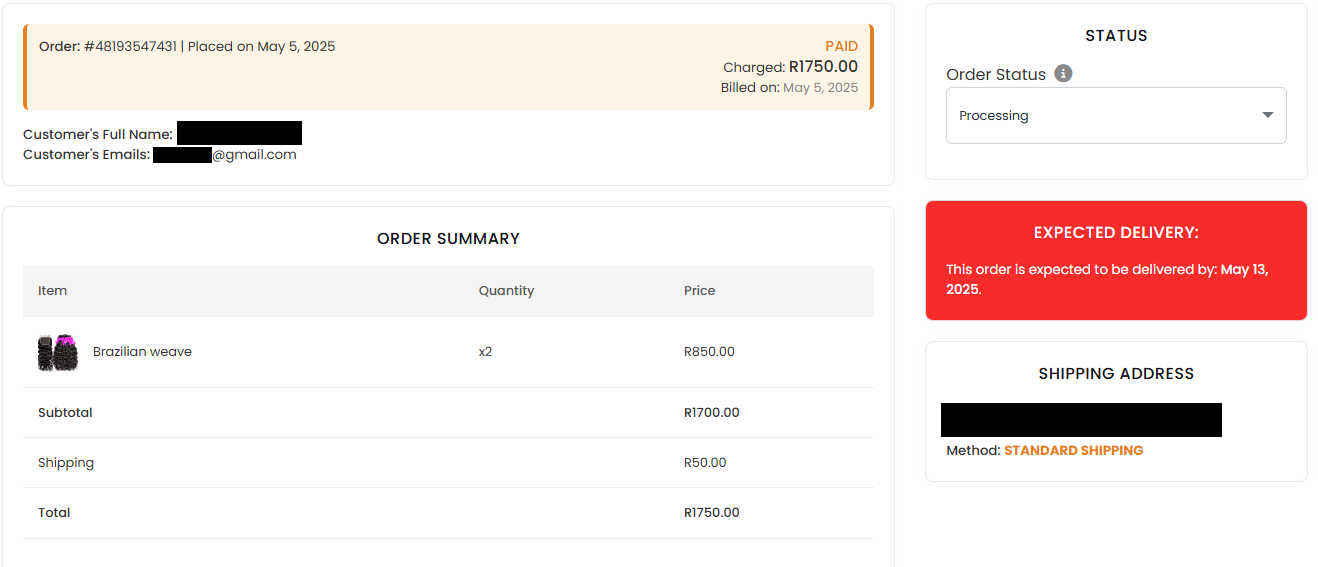 Order: #48193547431 | Placed on May 5, 2025
PAID
Charged: R1750.00
Billed on: May 5, 2025
Customer's Full Name:
Customer's Emails: @gmail.com
ORDER SUMMARY
Item Quantity Price
Brazilian weave x2 R850.00
Subtotal R1700.00
Shipping R50.00
Total R1750.00
STATUS
Order Status
Processing
EXPECTED DELIVERY:
This order is expected to be delivered by: May 13,
2025.
SHIPPING ADDRESS
Method: STANDARD SHIPPING